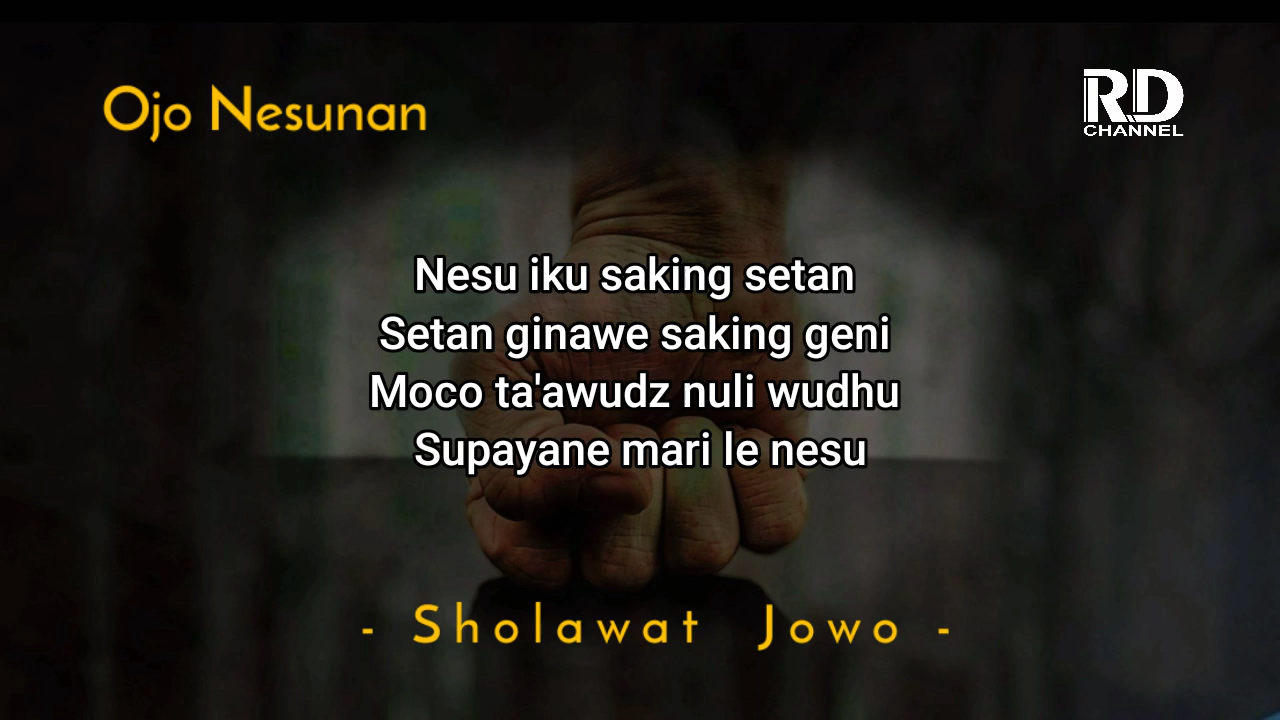 Ojo Nesunan
RD
CHANNEL
Nesu iku saking setan
Setan ginawe saking geni
Moco ta'awudz nuli wudhu
Supayane mari le nesu
- Sholawat Jowo -